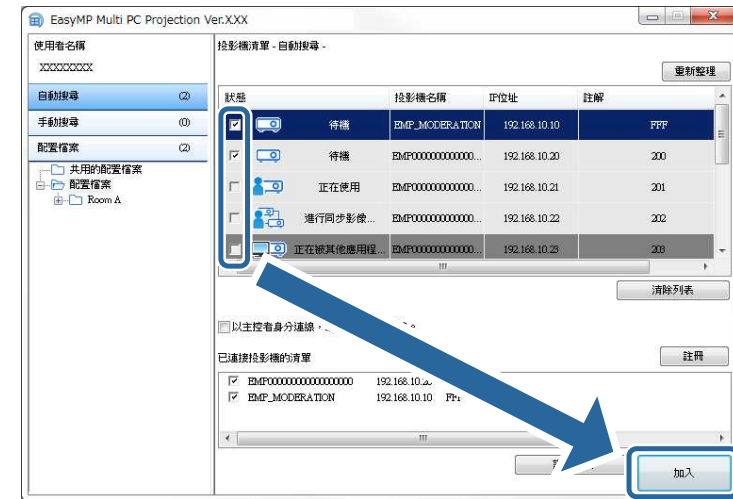 EasyMP Multi PC Projection Ver.X.XX
使用者名稱
XXXXXXXX
自動搜尋 (2)
手動搜尋 (0)
配置檔案 (2)
共用的配置檔案
配置檔案
Room A
投影機清單 - 自動搜尋 -
重新整理
狀態 投影機名稱 IP位址 註解
待機 EMP_MODERATION 192.168.10.10 FFF
待機 EMP000000000000... 192.168.10.20 200
正在使用 EMP000000000000... 192.168.10.21 201
進行同步影像... EMP000000000000... 192.168.10.22 202
正在被其他應用程... EMP000000000000... 192.168.10.23 203
清除列表
以主控者身分連線，
已連接投影機的清單
註冊
EMP0000000000000000
EMP_MODERATION 192.168.10.10
加入